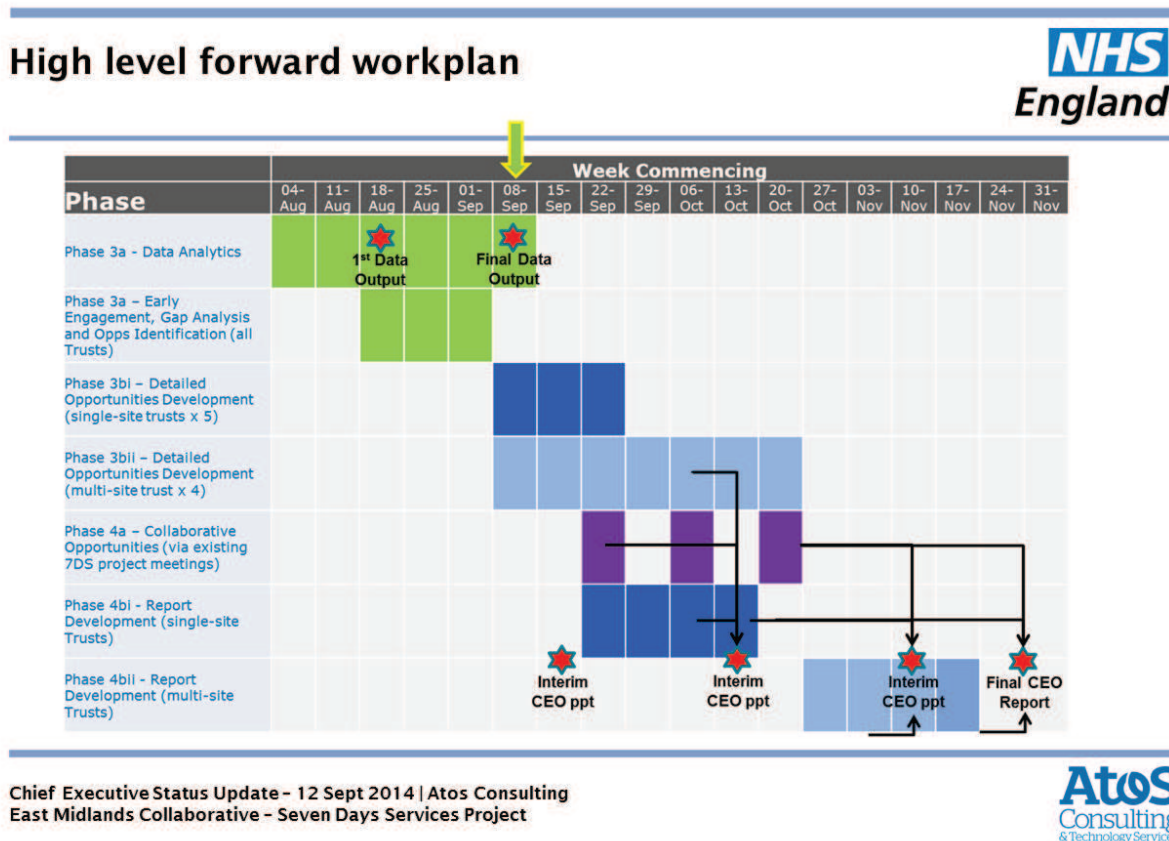 High level forward workplan
NHS
England
Week Commencing
Phase
04-Aug 11-Aug 18-Aug 25-Aug 01-Sep 08-Sep 15-Sep 22-Sep 29-Sep 06-Oct 13-Oct 20-Oct 27-Oct 03-Nov 10-Nov 17-Nov 24-Nov 31-Nov
Phase 3a - Data Analytics
1st Data
Output
Final Data
Output
Phase 3a – Early
Engagement, Gap Analysis
and Opps Identification (all
Trusts)
Phase 3bi – Detailed
Opportunities Development
(single-site trusts x 5)
Phase 3bii – Detailed
Opportunities Development
(multi-site trust x 4)
Phase 4a – Collaborative
Opportunities (via existing
7DS project meetings)
Phase 4bi - Report
Development (single-site
Trusts)
Phase 4bii - Report
Development (multi-site
Trusts)
Interim
CEO ppt
Interim
CEO ppt
Interim
CEO ppt
Final CEO
Report
Chief Executive Status Update – 12 Sept 2014 | Atos Consulting
East Midlands Collaborative – Seven Days Services Project
Atos
Consulting
& Technology Service